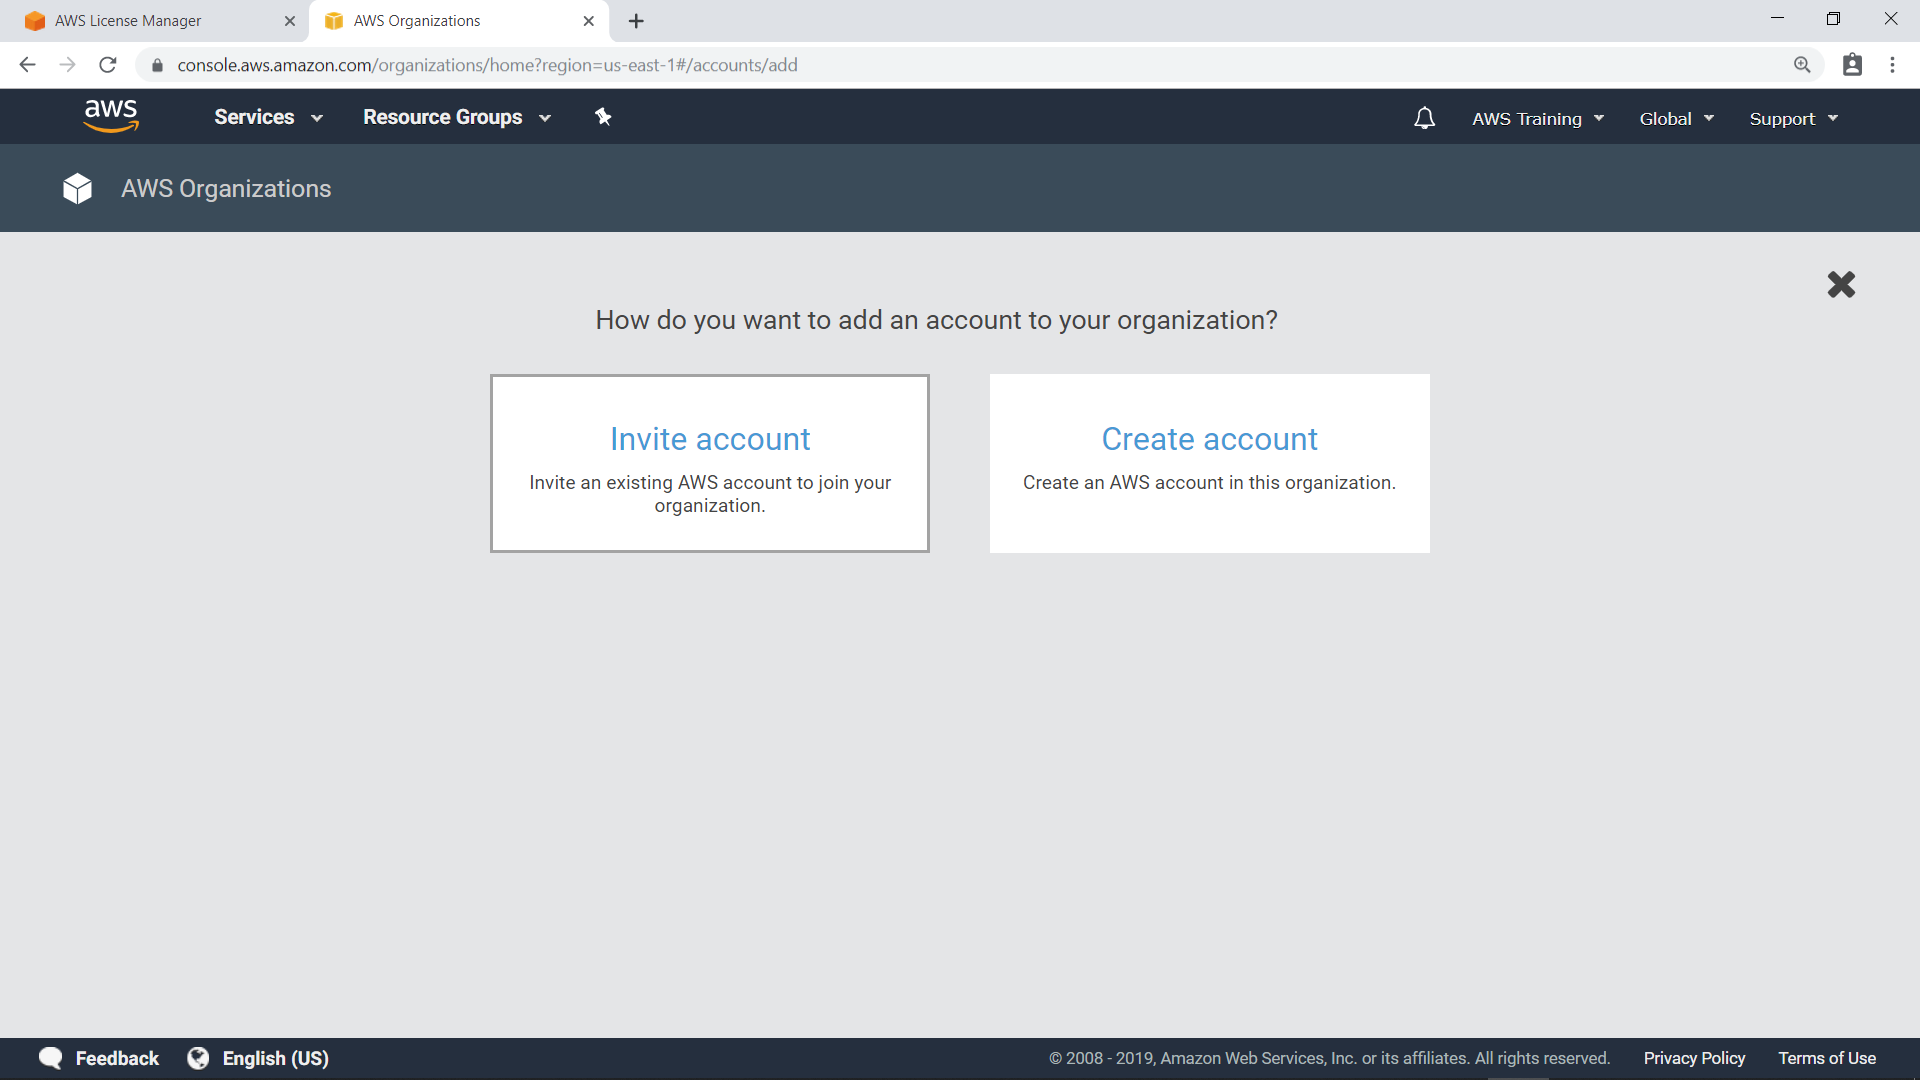 AWS License Manager
AWS Organizations
console.aws.amazon.com/organizations/home?region=us-east-1#/accounts/add
aws
Services
Resource Groups
AWS Training
Global
Support
AWS Organizations
How do you want to add an account to your organization?
Invite account
Invite an existing AWS account to join your
organization.
Create account
Create an AWS account in this organization.
Feedback
English (US)
© 2008 - 2019, Amazon Web Services, Inc. or its affiliates. All rights reserved.
Privacy Policy
Terms of Use